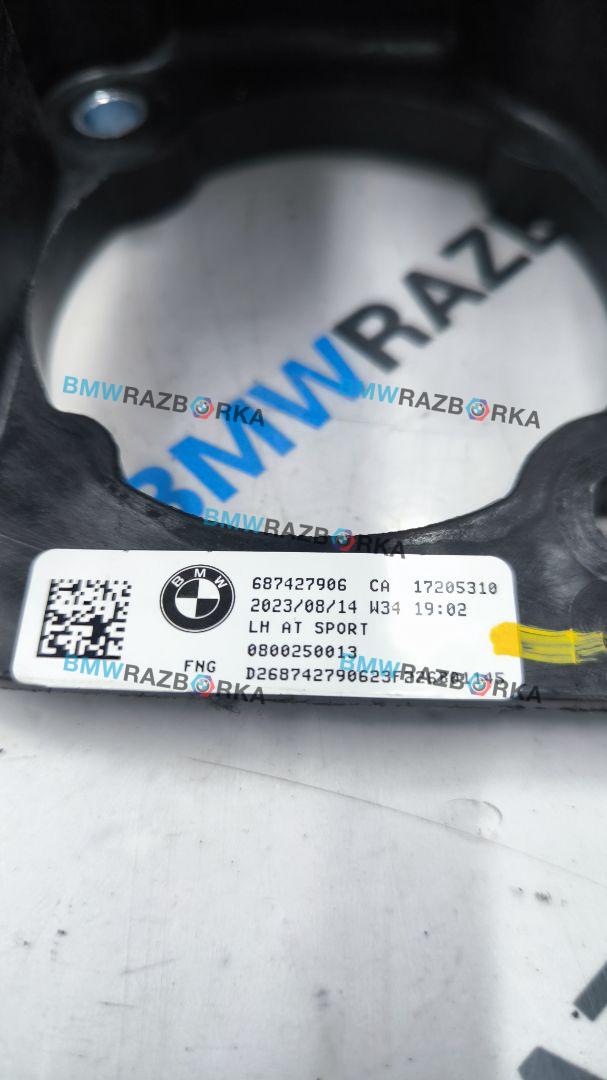 BMWRAZB
BMWRAZBORKA
BMWRAZBORKA
BMWRAZBORKA
BMW
687427906 CA 17205310
2023/08/14 W34 19:02
LH AT SPORT
0800250013
FNG
BMWRAZBORKA
BMWRAZBORKA